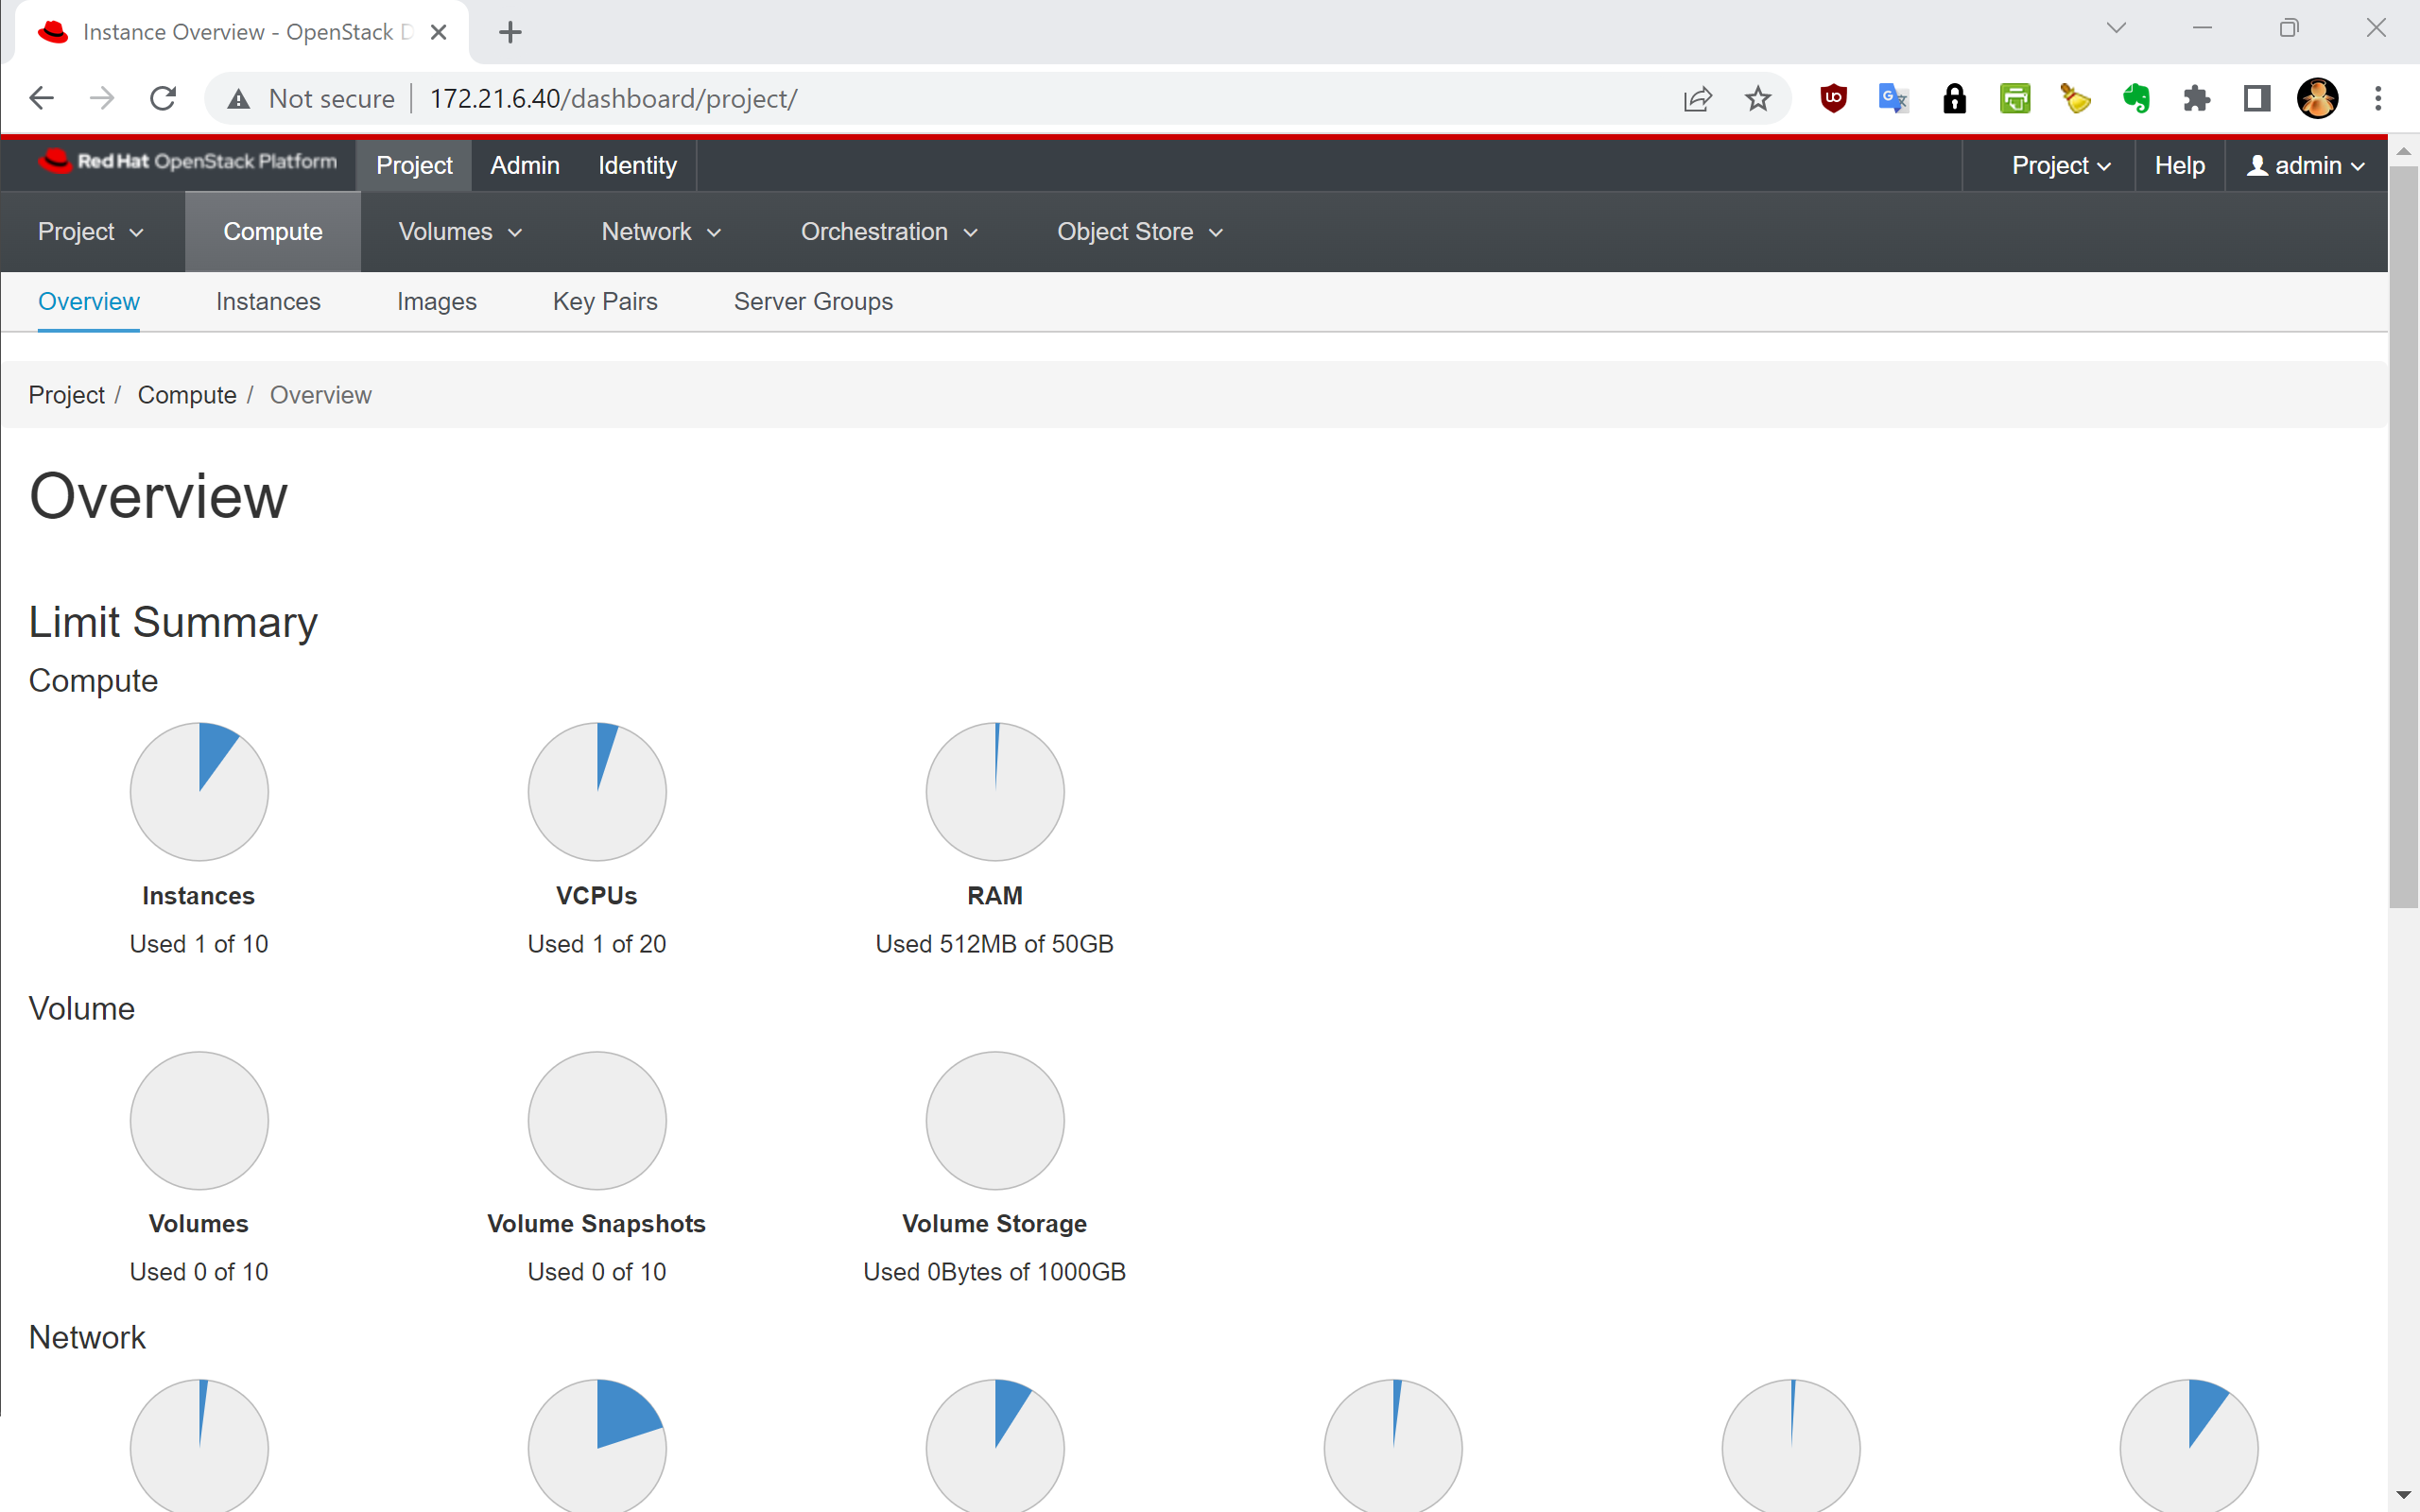 Instance Overview - OpenStack D
Not secure 172.21.6.40/dashboard/project/
Red Hat OpenStack Platform Project Admin Identity Project Help admin
Project Compute Volumes Network Orchestration Object Store
Overview Instances Images Key Pairs Server Groups
Project / Compute / Overview
Overview
Limit Summary
Compute
Instances VCPUs RAM
Used 1 of 10 Used 1 of 20 Used 512MB of 50GB
Volume
Volumes Volume Snapshots Volume Storage
Used 0 of 10 Used 0 of 10 Used 0Bytes of 1000GB
Network